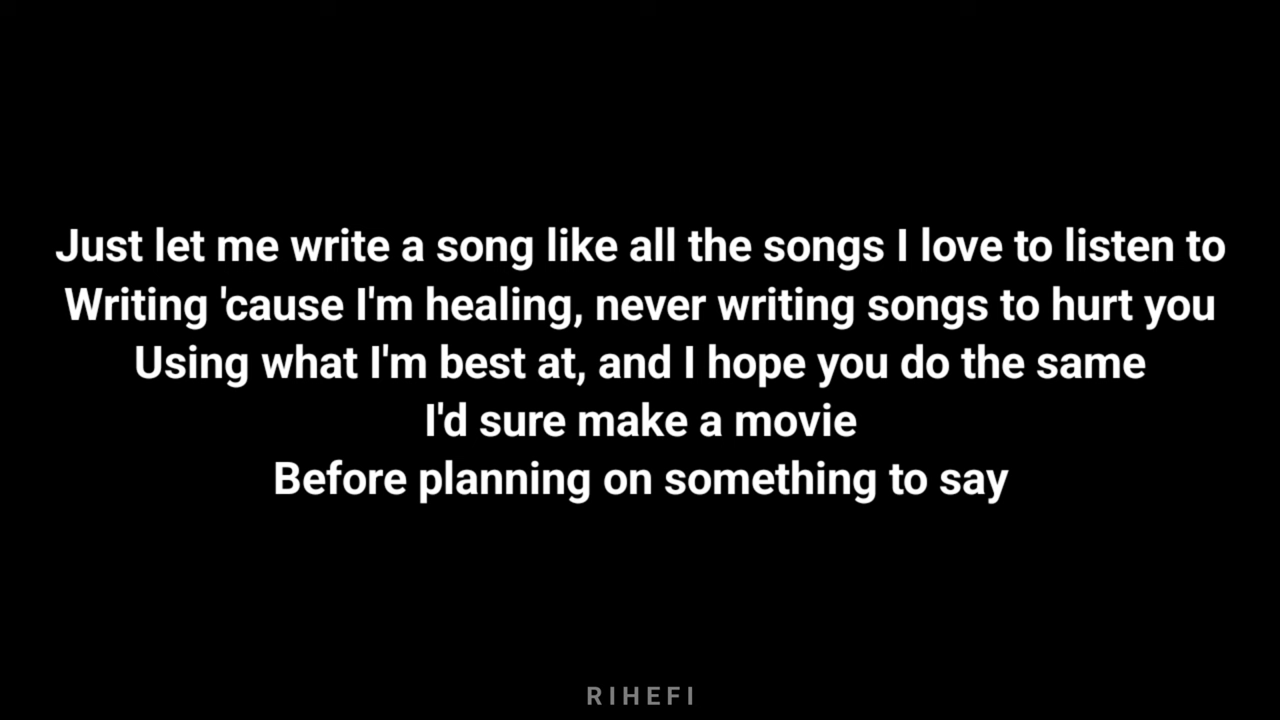 Just let me write a song like all the songs I love to listen to
Writing 'cause I'm healing, never writing songs to hurt you
Using what I'm best at, and I hope you do the same
I'd sure make a movie
Before planning on something to say
RIHEFI